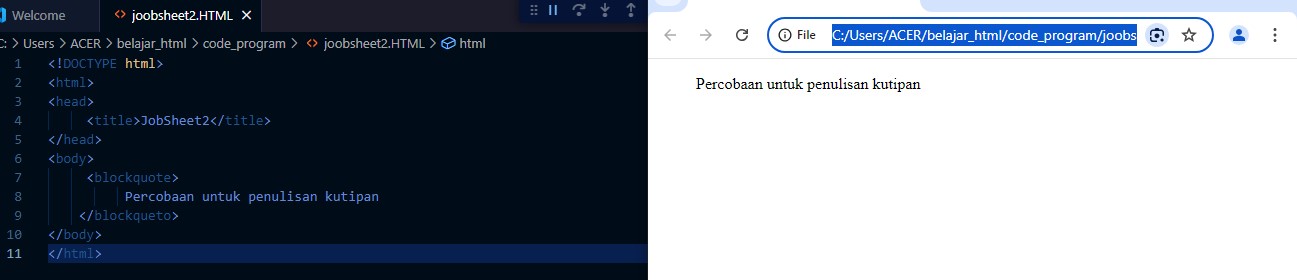 Welcome
joobsheet2.HTML
C: > Users > ACER > belajar_html > code_program > joobsheet2.HTML > html
1 <!DOCTYPE html>
2 <html>
3 <head>
4 <title>JobSheet2</title>
5 </head>
6 <body>
7 <blockquote>
8 Percobaan untuk penulisan kutipan
9 </blockqueto>
10 </body>
11 </html>
File C:/Users/ACER/belajar_html/code_program/joobs
Percobaan untuk penulisan kutipan